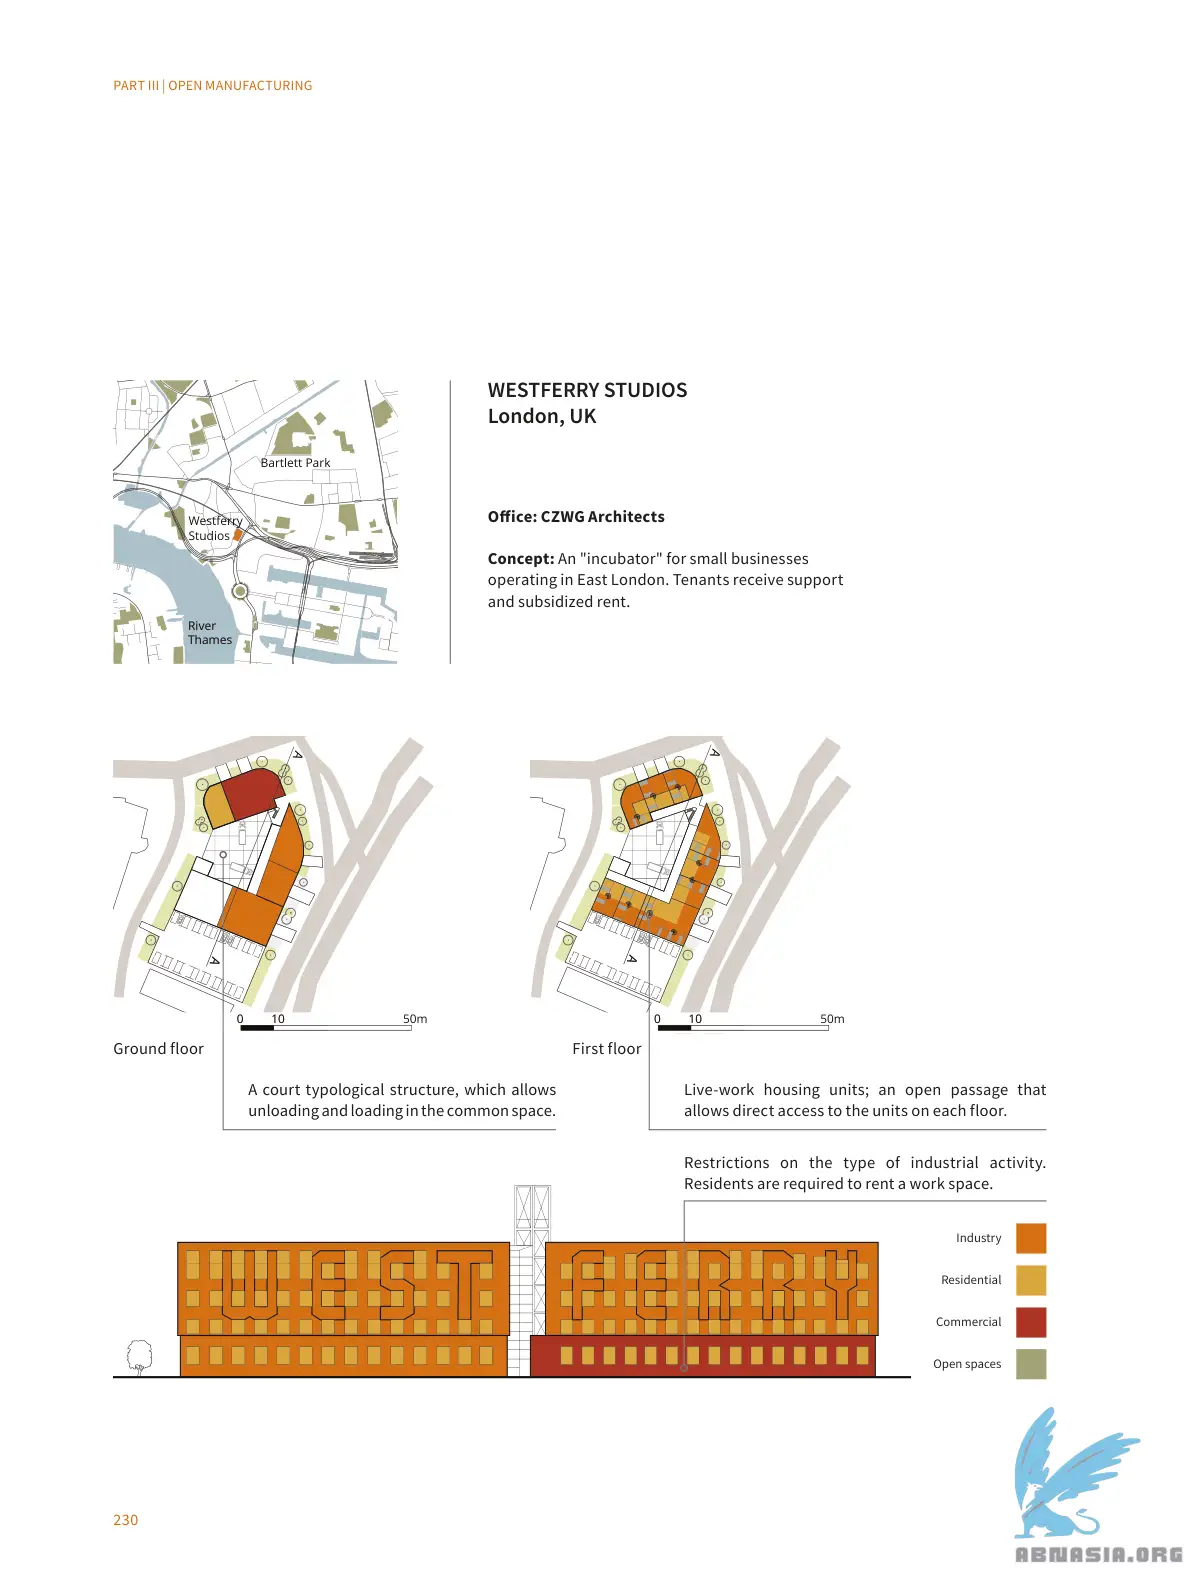 PART III | OPEN MANUFACTURING
Bartlett Park
Westferry
Studios
River
Thames
WESTFERRY STUDIOS
London, UK
Office: CZWG Architects
Concept: An "incubator" for small businesses
operating in East London. Tenants receive support
and subsidized rent.
A
A
0 10 50m
Ground floor
A
A
0 10 50m
First floor
A court typological structure, which allows
unloading and loading in the common space.
Live-work housing units; an open passage that
allows direct access to the units on each floor.
Restrictions on the type of industrial activity.
Residents are required to rent a work space.
WEST FERRY
Industry
Residential
Commercial
Open spaces
230
ABNASIA.ORG